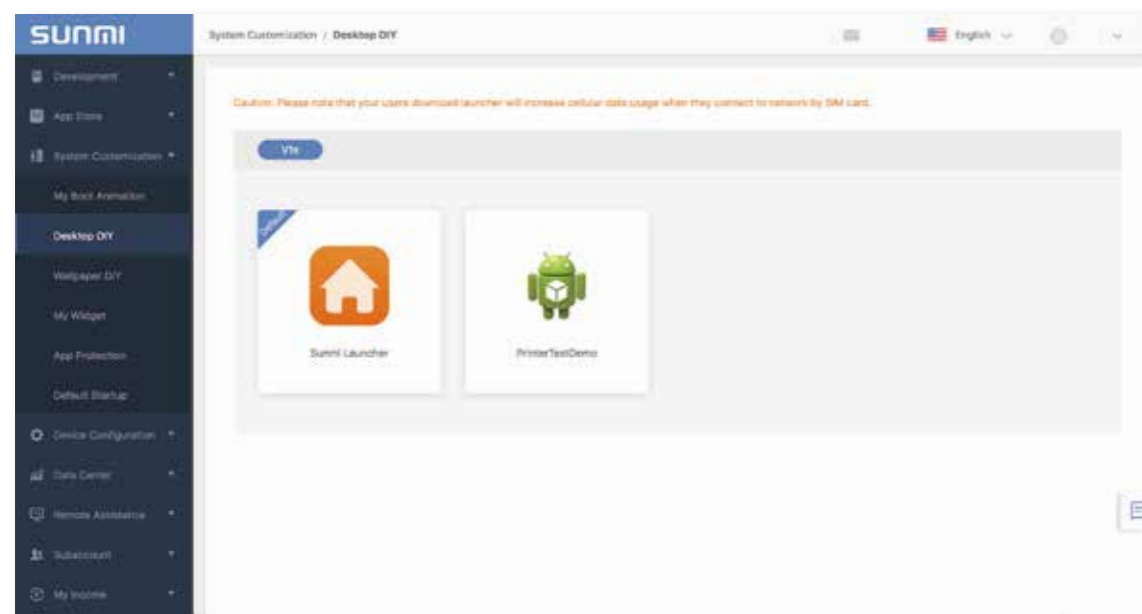 SUNMI
System Customization / Desktop DIY
English
Development
App Store
System Customization
My Boot Animation
Desktop DIY
Wallpaper DIY
My Widget
App Protection
Default Startup
Device Configuration
Data Center
Remote Assistance
Subaccount
My Income
Caution: Please note that your users download launcher will increase cellular data usage when they connect to network by SIM card.
Default
Sunmi Launcher
PrinterTestDemo